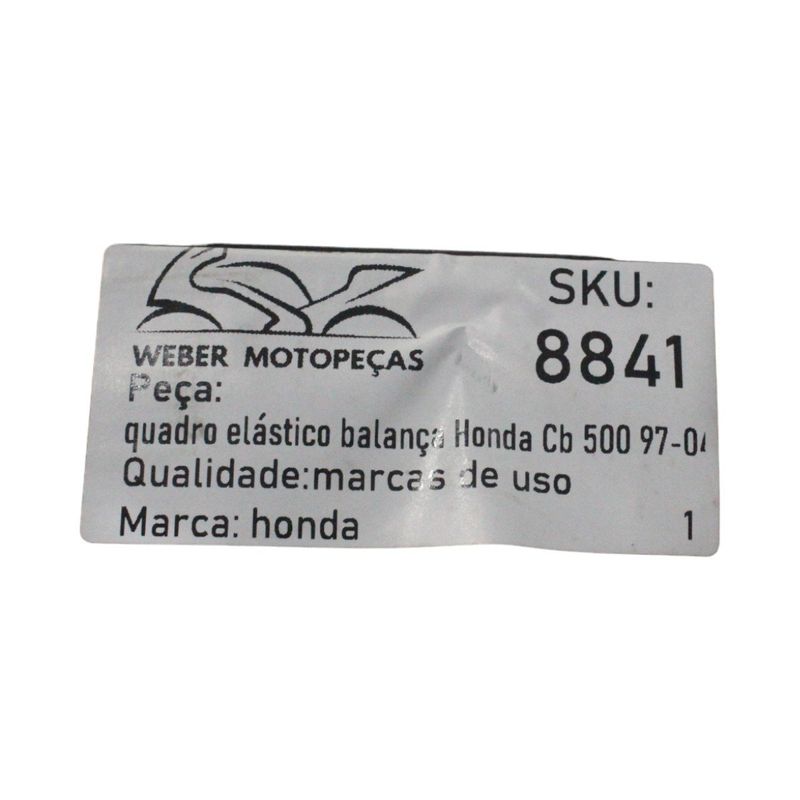 SKU:
8841
WEBER MOTOPEÇAS
Peça:
quadro elástico balança Honda Cb 500 97-04
Qualidade:marcas de uso
Marca: honda 1